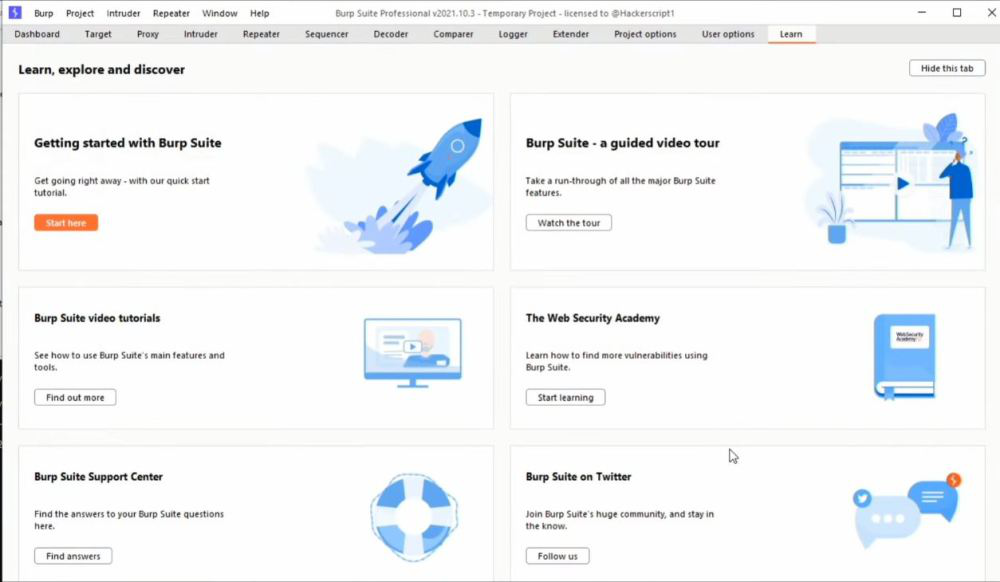 Burp Project Intruder Repeater Window Help Burp Suite Professional v2021.10.3 - Temporary Project - licensed to @Hackerscript1
Dashboard Target Proxy Intruder Repeater Sequencer Decoder Comparer Logger Extender Project options User options Learn
Learn, explore and discover
Hide this tab
Getting started with Burp Suite
Get going right away - with our quick start
tutorial.
Start here
Burp Suite - a guided video tour
Take a run-through of all the major Burp Suite
features.
Watch the tour
Burp Suite video tutorials
See how to use Burp Suite's main features and
tools.
Find out more
The Web Security Academy
Learn how to find more vulnerabilities using
Burp Suite.
Start learning
WebSecurity
Academy
Burp Suite Support Center
Find the answers to your Burp Suite questions
here.
Find answers
Burp Suite on Twitter
Join Burp Suite's huge community, and stay in
the know.
Follow us